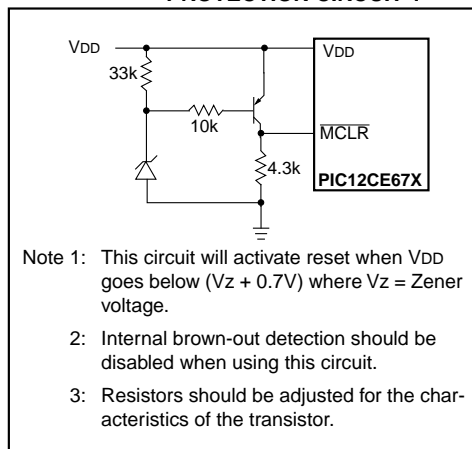 PROTECTION CIRCUIT 1
VDD
VDD
33k
10k
MCLR
4.3k
PIC12CE67X
Note 1: This circuit will activate reset when VDD
goes below (Vz + 0.7V) where Vz = Zener
voltage.
2: Internal brown-out detection should be
disabled when using this circuit.
3: Resistors should be adjusted for the char-
acteristics of the transistor.